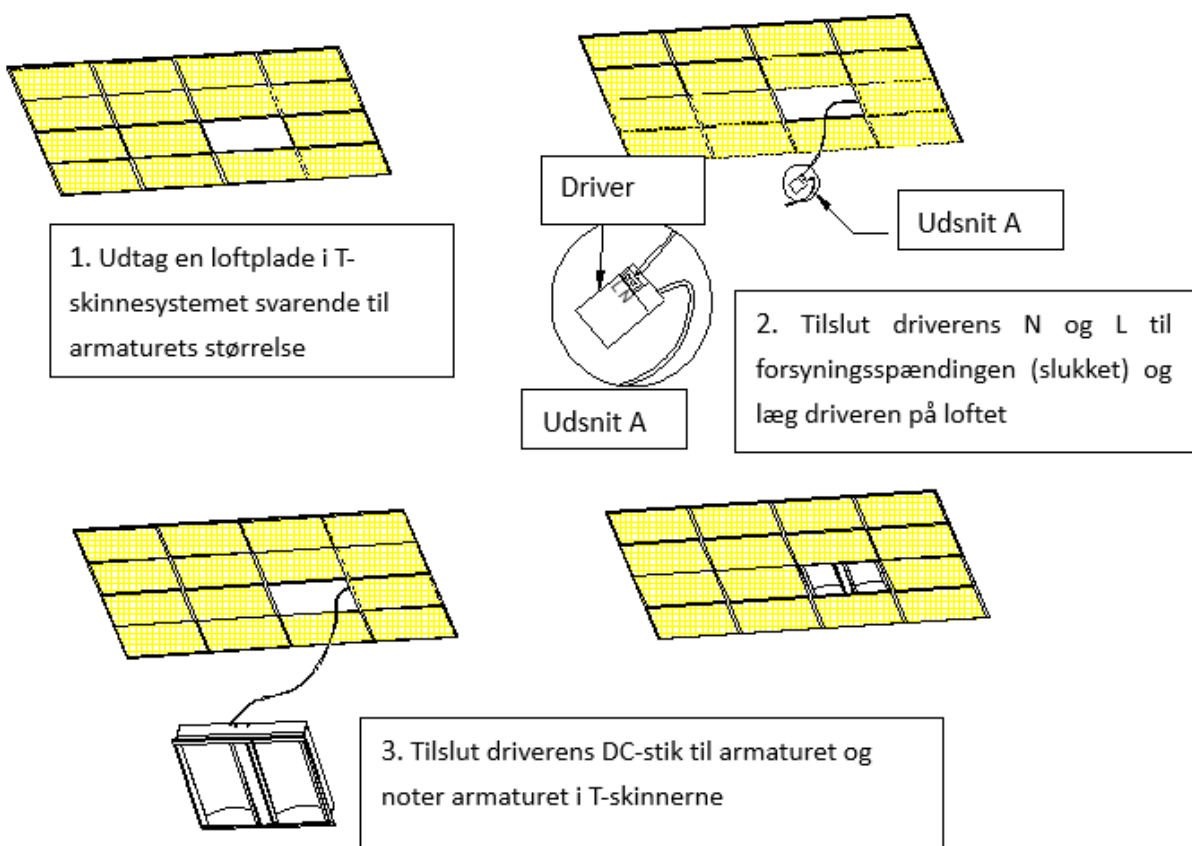 1. Udtag en loftplade i T-
skinnesystemet svarende til
armaturets størrelse
Driver
LN
Udsnit A
Udsnit A
2. Tilslut driverens N og L til
forsyningsspændingen (slukket) og
læg driveren på loftet
3. Tilslut driverens DC-stik til armaturet og
noter armaturet i T-skinnerne